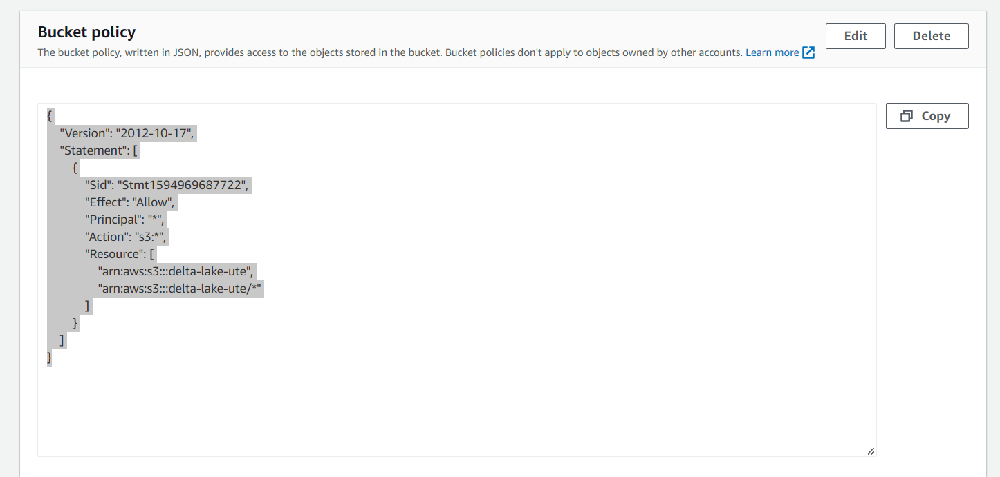 Bucket policy
Edit
Delete
The bucket policy, written in JSON, provides access to the objects stored in the bucket. Bucket policies don't apply to objects owned by other accounts. Learn more
Copy
{
"Version": "2012-10-17",
"Statement": [
{
"Sid": "Stmt1594969687722",
"Effect": "Allow",
"Principal": "*",
"Action": "s3:*",
"Resource": [
"arn:aws:s3:::delta-lake-ute",
"arn:aws:s3:::delta-lake-ute/*"
]
}
]
}